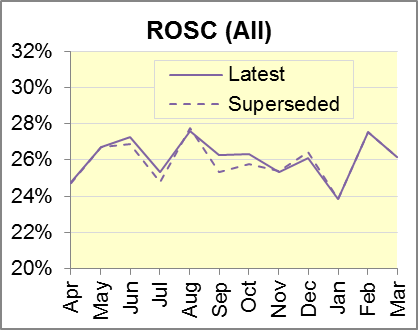 ROSC (All)
32%
30%
28%
26%
24%
22%
20%
Latest
Superseded
Apr
May
Jun
Jul
Aug
Sep
Oct
Nov
Dec
Jan
Feb
Mar